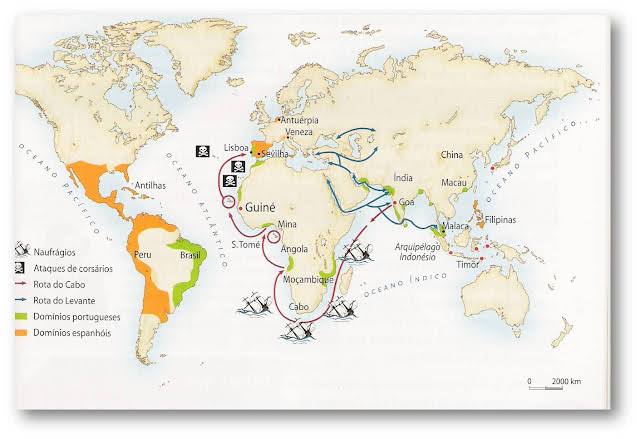 OCEANO PACÍFICO
OCEANO ATLÂNTICO
Antilhas
Peru
Brasil
Antuérpia
Veneza
Lisboa
Sevilha
Guiné
Mina
S.Tomé
Angola
Moçambique
Cabo
China
Índia
Macau
Goa
Malaca
Filipinas
Arquipélago
Indonésio
Timor
OCEANO ÍNDICO
OCEANO PACÍFICO
Naufrágios
Ataques de corsários
Rota do Cabo
Rota do Levante
Domínios portugueses
Domínios espanhóis
0 2000 km